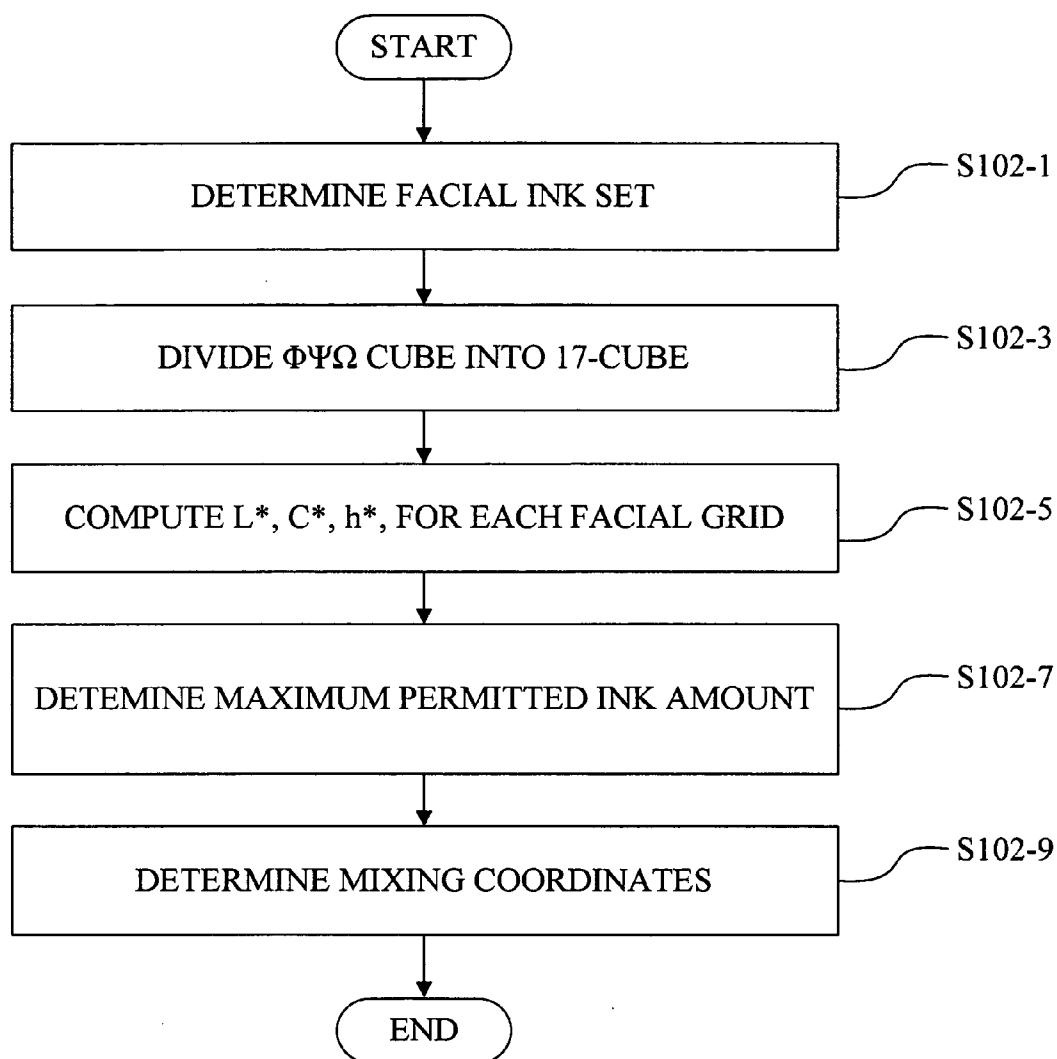 START
DETERMINE FACIAL INK SET
S102-1
DIVIDE ΦΨΩ CUBE INTO 17-CUBE
S102-3
COMPUTE L*, C*, h*, FOR EACH FACIAL GRID
S102-5
DETEMINE MAXIMUM PERMITTED INK AMOUNT
S102-7
DETERMINE MIXING COORDINATES
S102-9
END